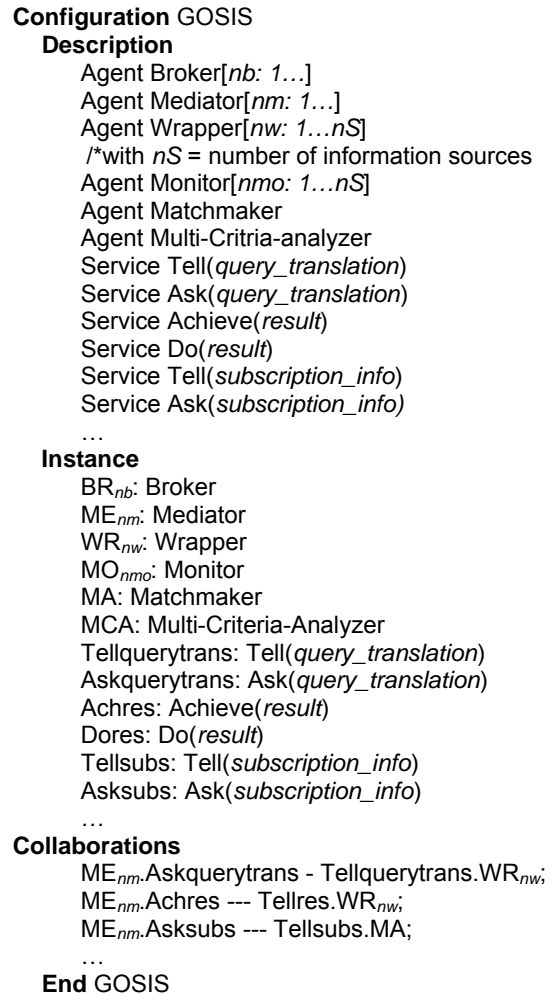 Configuration GOSIS
Description
Agent Broker[nb: 1…]
Agent Mediator[nm: 1…]
Agent Wrapper[nw: 1…nS]
/*with nS = number of information sources
Agent Monitor[nmo: 1…nS]
Agent Matchmaker
Agent Multi-Critria-analyzer
Service Tell(query_translation)
Service Ask(query_translation)
Service Achieve(result)
Service Do(result)
Service Tell(subscription_info)
Service Ask(subscription_info)
…
Instance
BRnb: Broker
MEnm: Mediator
WRnw: Wrapper
MOnmo: Monitor
MA: Matchmaker
MCA: Multi-Criteria-Analyzer
Tellquerytrans: Tell(query_translation)
Askquerytrans: Ask(query_translation)
Achres: Achieve(result)
Dores: Do(result)
Tellsubs: Tell(subscription_info)
Asksubs: Ask(subscription_info)
…
Collaborations
MEnm.Askquerytrans - Tellquerytrans.WRnw;
MEnm.Achres --- Tellres.WRnw;
MEnm.Asksubs --- Tellsubs.MA;
…
End GOSIS